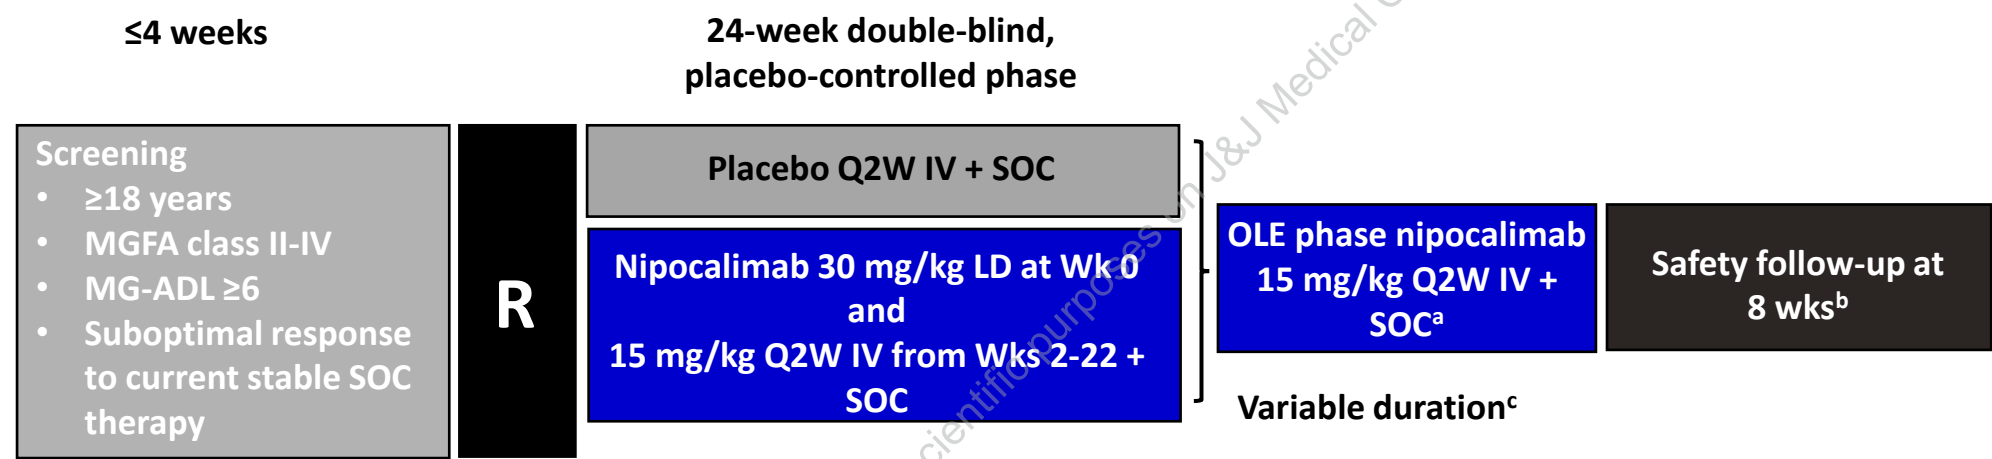 ≤4 weeks
24-week double-blind,
placebo-controlled phase
Screening
• ≥18 years
• MGFA class II-IV
• MG-ADL ≥6
• Suboptimal response
to current stable SOC
therapy
R
Placebo Q2W IV + SOC
Nipocalimab 30 mg/kg LD at Wk 0
and
15 mg/kg Q2W IV from Wks 2-22 +
SOC
OLE phase nipocalimab
15 mg/kg Q2W IV +
SOCᵃ
Variable durationᶜ
Safety follow-up at
8 wksᵇ
purposes on J&J Medical